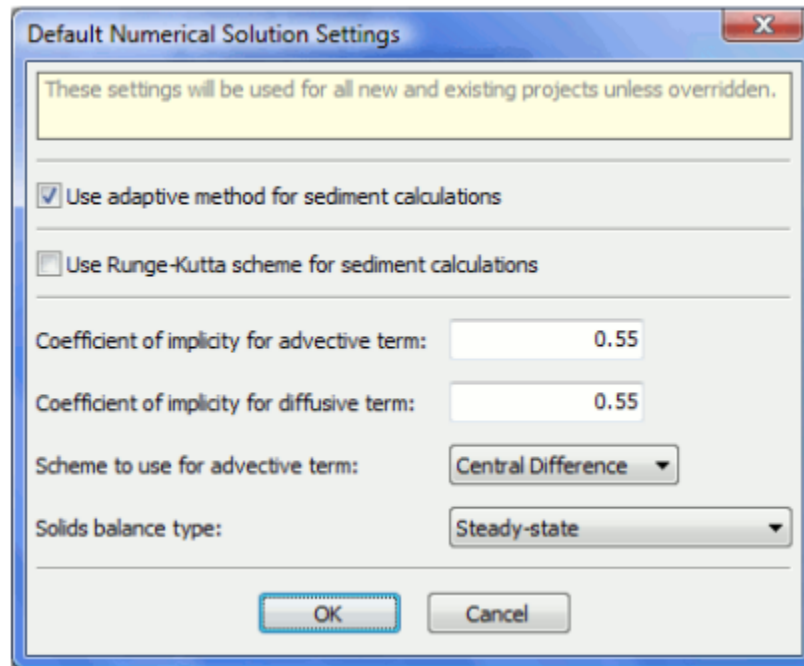 Default Numerical Solution Settings
These settings will be used for all new and existing projects unless overridden.
Use adaptive method for sediment calculations
Use Runge-Kutta scheme for sediment calculations
Coefficient of implicity for advective term: 0.55
Coefficient of implicity for diffusive term: 0.55
Scheme to use for advective term: Central Difference
Solids balance type: Steady-state
OK Cancel